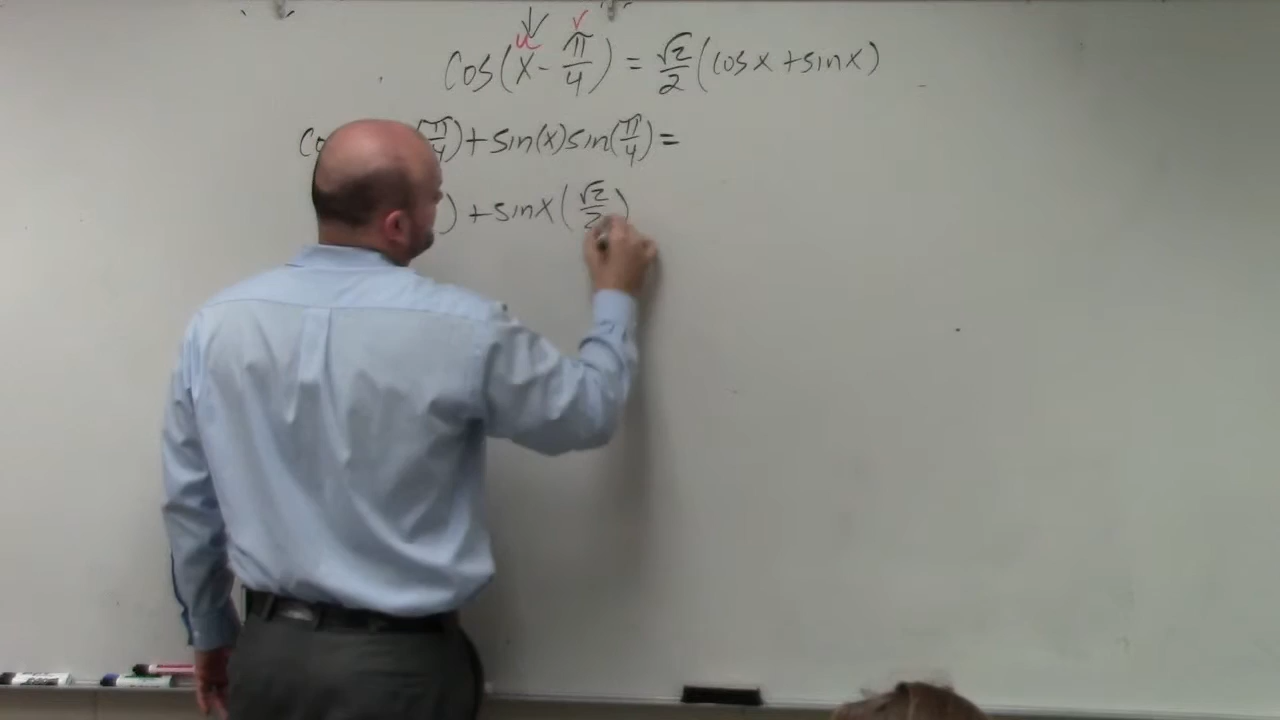 u v
cos(x - π/4) = √2/2 (cos x + sin x)
π/4) + sin(x) sin(π/4) =
) + sin x (√2/2)